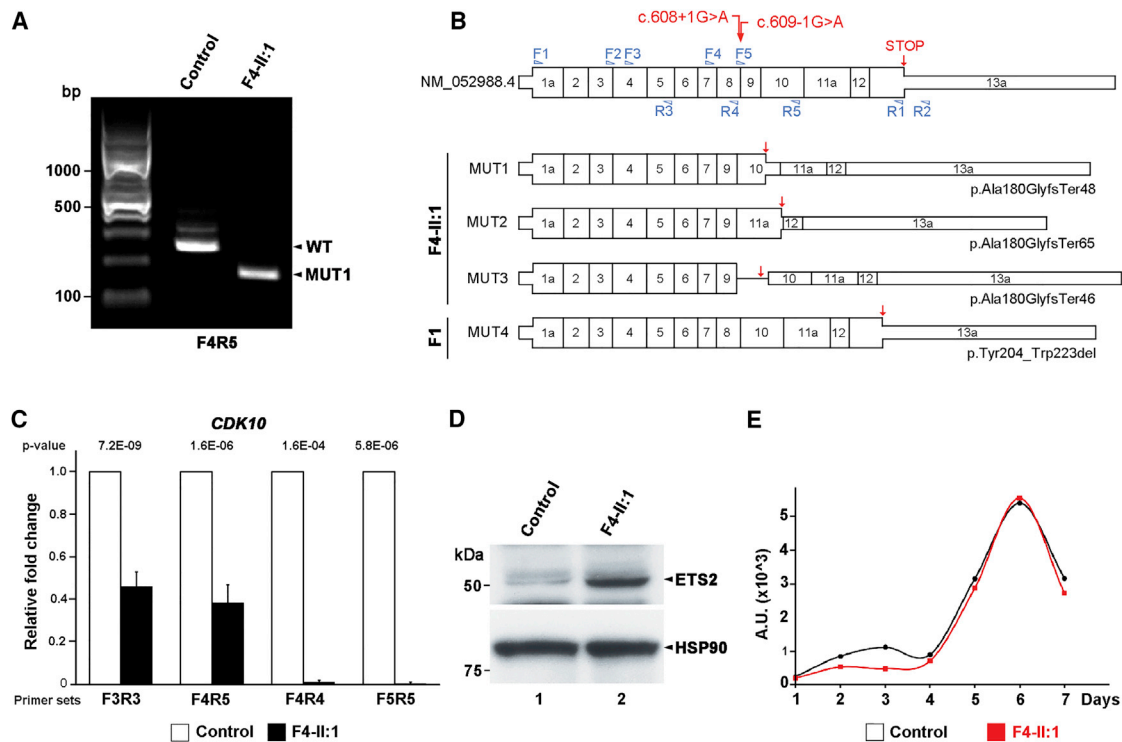 A
Control
F4-II:1
bp
1000
500
100
WT
MUT1
F4R5
B
c.608+1G>A
c.609-1G>A
F1 F2 F3 F4 F5 STOP
NM_052988.4 1a 2 3 4 5 6 7 8 9 10 11a 12 13a
R3 R4 R5 R1 R2
F4-II:1
MUT1 1a 2 3 4 5 6 7 9 10 11a 12 13a
p.Ala180GlyfsTer48
MUT2 1a 2 3 4 5 6 7 9 11a 12 13a
p.Ala180GlyfsTer65
MUT3 1a 2 3 4 5 6 7 9 10 11a 12 13a
p.Ala180GlyfsTer46
F1
MUT4 1a 2 3 4 5 6 7 8 10 11a 12 13a
p.Tyr204_Trp223del
C
CDK10
p-value 7.2E-09 1.6E-06 1.6E-04 5.8E-06
Relative fold change
1.0
0.8
0.6
0.4
0.2
0
Primer sets F3R3 F4R5 F4R4 F5R5
Control F4-II:1
D
Control
F4-II:1
kDa
50
ETS2
HSP90
75
1 2
E
A.U. (x10^3)
5
4
3
2
1
0
1 2 3 4 5 6 7 Days
Control F4-II:1